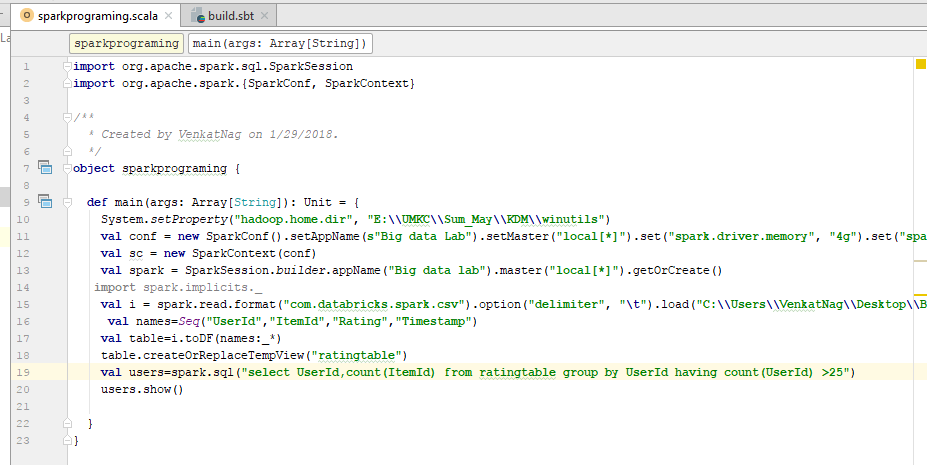 sparkprograming.scala build.sbt
La
sparkprograming main(args: Array[String])
1 import org.apache.spark.sql.SparkSession
2 import org.apache.spark.{SparkConf, SparkContext}
3
4 /**
5 * Created by VenkatNag on 1/29/2018.
6 */
7 object sparkprograming {
8
9 def main(args: Array[String]): Unit = {
10 System.setProperty("hadoop.home.dir", "E:\\UMKC\\Sum_May\\KDM\\winutils")
11 val conf = new SparkConf().setAppName(s"Big data Lab").setMaster("local[*]").set("spark.driver.memory", "4g").set("spa
12 val sc = new SparkContext(conf)
13 val spark = SparkSession.builder.appName("Big data lab").master("local[*]").getOrCreate()
14 import spark.implicits._
15 val i = spark.read.format("com.databricks.spark.csv").option("delimiter", "\t").load("C:\\Users\\VenkatNag\\Desktop\\B
16 val names=Seq("UserId","ItemId","Rating","Timestamp")
17 val table=i.toDF(names:_*)
18 table.createOrReplaceTempView("ratingtable")
19 val users=spark.sql("select UserId,count(ItemId) from ratingtable group by UserId having count(UserId) >25")
20 users.show()
21
22 }
23 }